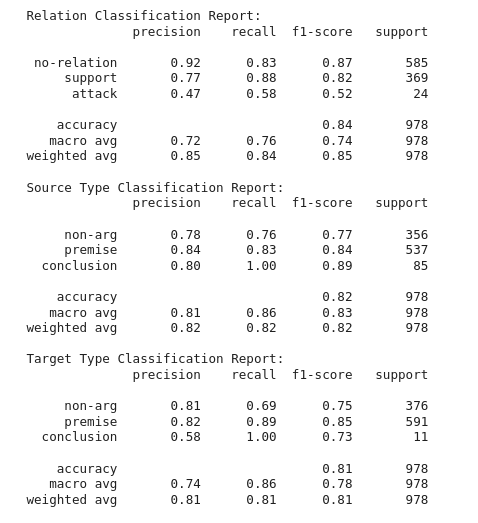 Relation Classification Report:
              precision    recall  f1-score   support

 no-relation       0.92      0.83      0.87       585
     support       0.77      0.88      0.82       369
      attack       0.47      0.58      0.52        24

    accuracy                           0.84       978
   macro avg       0.72      0.76      0.74       978
weighted avg       0.85      0.84      0.85       978

Source Type Classification Report:
              precision    recall  f1-score   support

     non-arg       0.78      0.76      0.77       356
     premise       0.84      0.83      0.84       537
  conclusion       0.80      1.00      0.89        85

    accuracy                           0.82       978
   macro avg       0.81      0.86      0.83       978
weighted avg       0.82      0.82      0.82       978

Target Type Classification Report:
              precision    recall  f1-score   support

     non-arg       0.81      0.69      0.75       376
     premise       0.82      0.89      0.85       591
  conclusion       0.58      1.00      0.73        11

    accuracy                           0.81       978
   macro avg       0.74      0.86      0.78       978
weighted avg       0.81      0.81      0.81       978